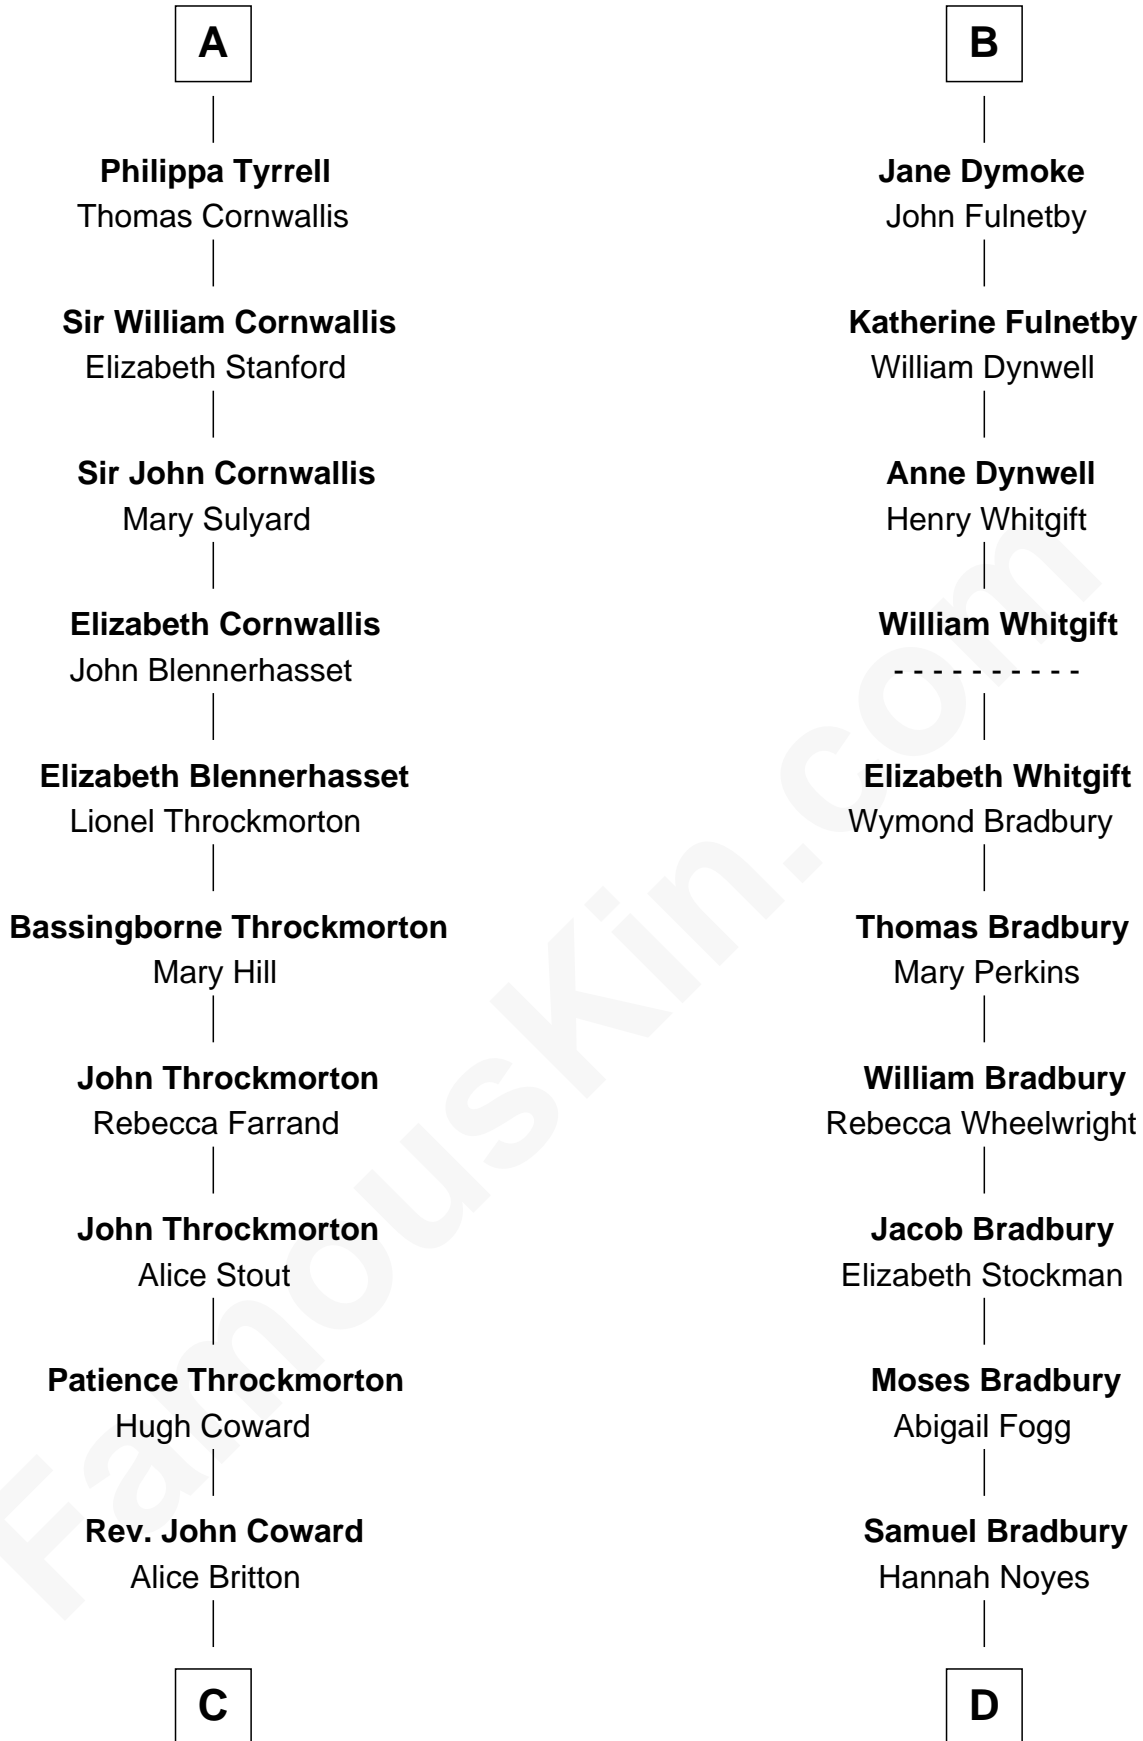 A
Philippa Tyrrell
Thomas Cornwallis
Sir William Cornwallis
Elizabeth Stanford
Sir John Cornwallis
Mary Sulyard
Elizabeth Cornwallis
John Blennerhasset
Elizabeth Blennerhasset
Lionel Throckmorton
Bassingborne Throckmorton
Mary Hill
John Throckmorton
Rebecca Farrand
John Throckmorton
Alice Stout
Patience Throckmorton
Hugh Coward
Rev. John Coward
Alice Britton
C
B
Jane Dymoke
John Fulnetby
Katherine Fulnetby
William Dynwell
Anne Dynwell
Henry Whitgift
William Whitgift
- - - - - - - - - -
Elizabeth Whitgift
Wymond Bradbury
Thomas Bradbury
Mary Perkins
William Bradbury
Rebecca Wheelwright
Jacob Bradbury
Elizabeth Stockman
Moses Bradbury
Abigail Fogg
Samuel Bradbury
Hannah Noyes
D
FamousKin.com